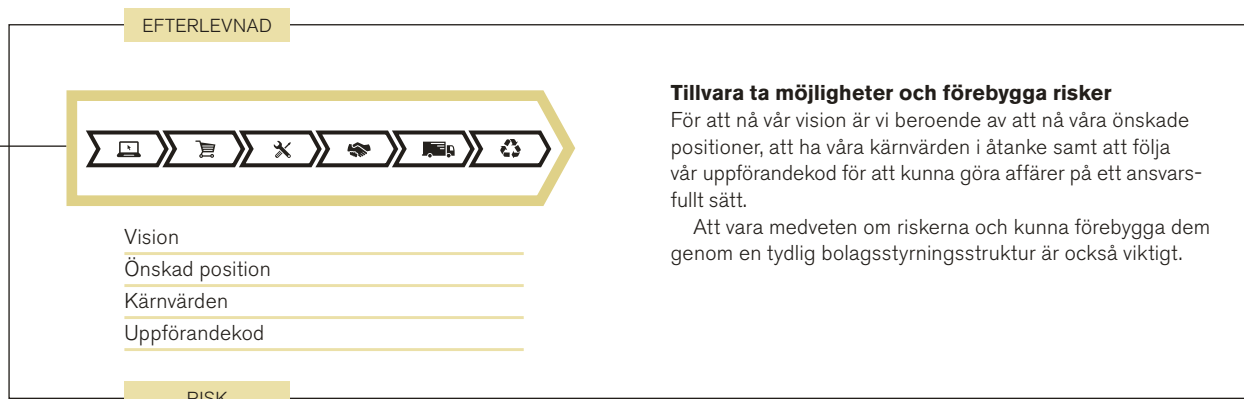 EFTERLEVNAD
Tillvara ta möjligheter och förebygga risker
För att nå vår vision är vi beroende av att nå våra önskade
positioner, att ha våra kärnvärden i åtanke samt att följa
vår uppförandekod för att kunna göra affärer på ett ansvars-
fullt sätt.
Att vara medveten om riskerna och kunna förebygga dem
genom en tydlig bolagsstyrningsstruktur är också viktigt.
Vision
Önskad position
Kärnvärden
Uppförandekod
RISK